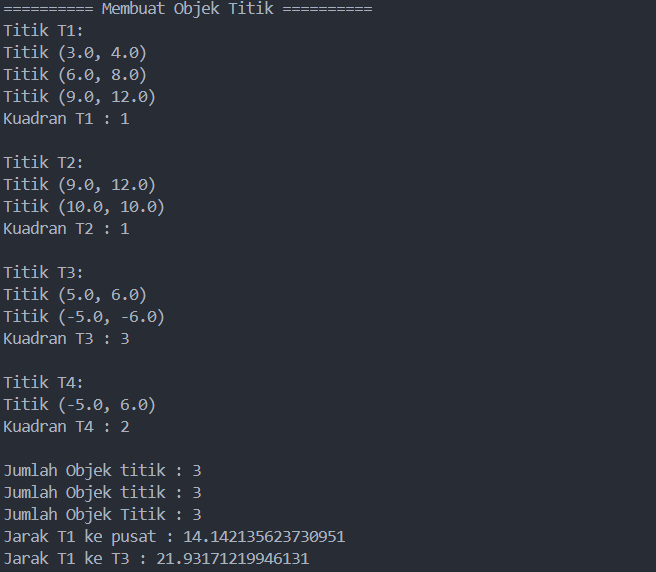 ========== Membuat Objek Titik ==========
Titik T1:
Titik (3.0, 4.0)
Titik (6.0, 8.0)
Titik (9.0, 12.0)
Kuadran T1 : 1
Titik T2:
Titik (9.0, 12.0)
Titik (10.0, 10.0)
Kuadran T2 : 1
Titik T3:
Titik (5.0, 6.0)
Titik (-5.0, -6.0)
Kuadran T3 : 3
Titik T4:
Titik (-5.0, 6.0)
Kuadran T4 : 2
Jumlah Objek titik : 3
Jumlah Objek titik : 3
Jumlah Objek Titik : 3
Jarak T1 ke pusat : 14.142135623730951
Jarak T1 ke T3 : 21.93171219946131